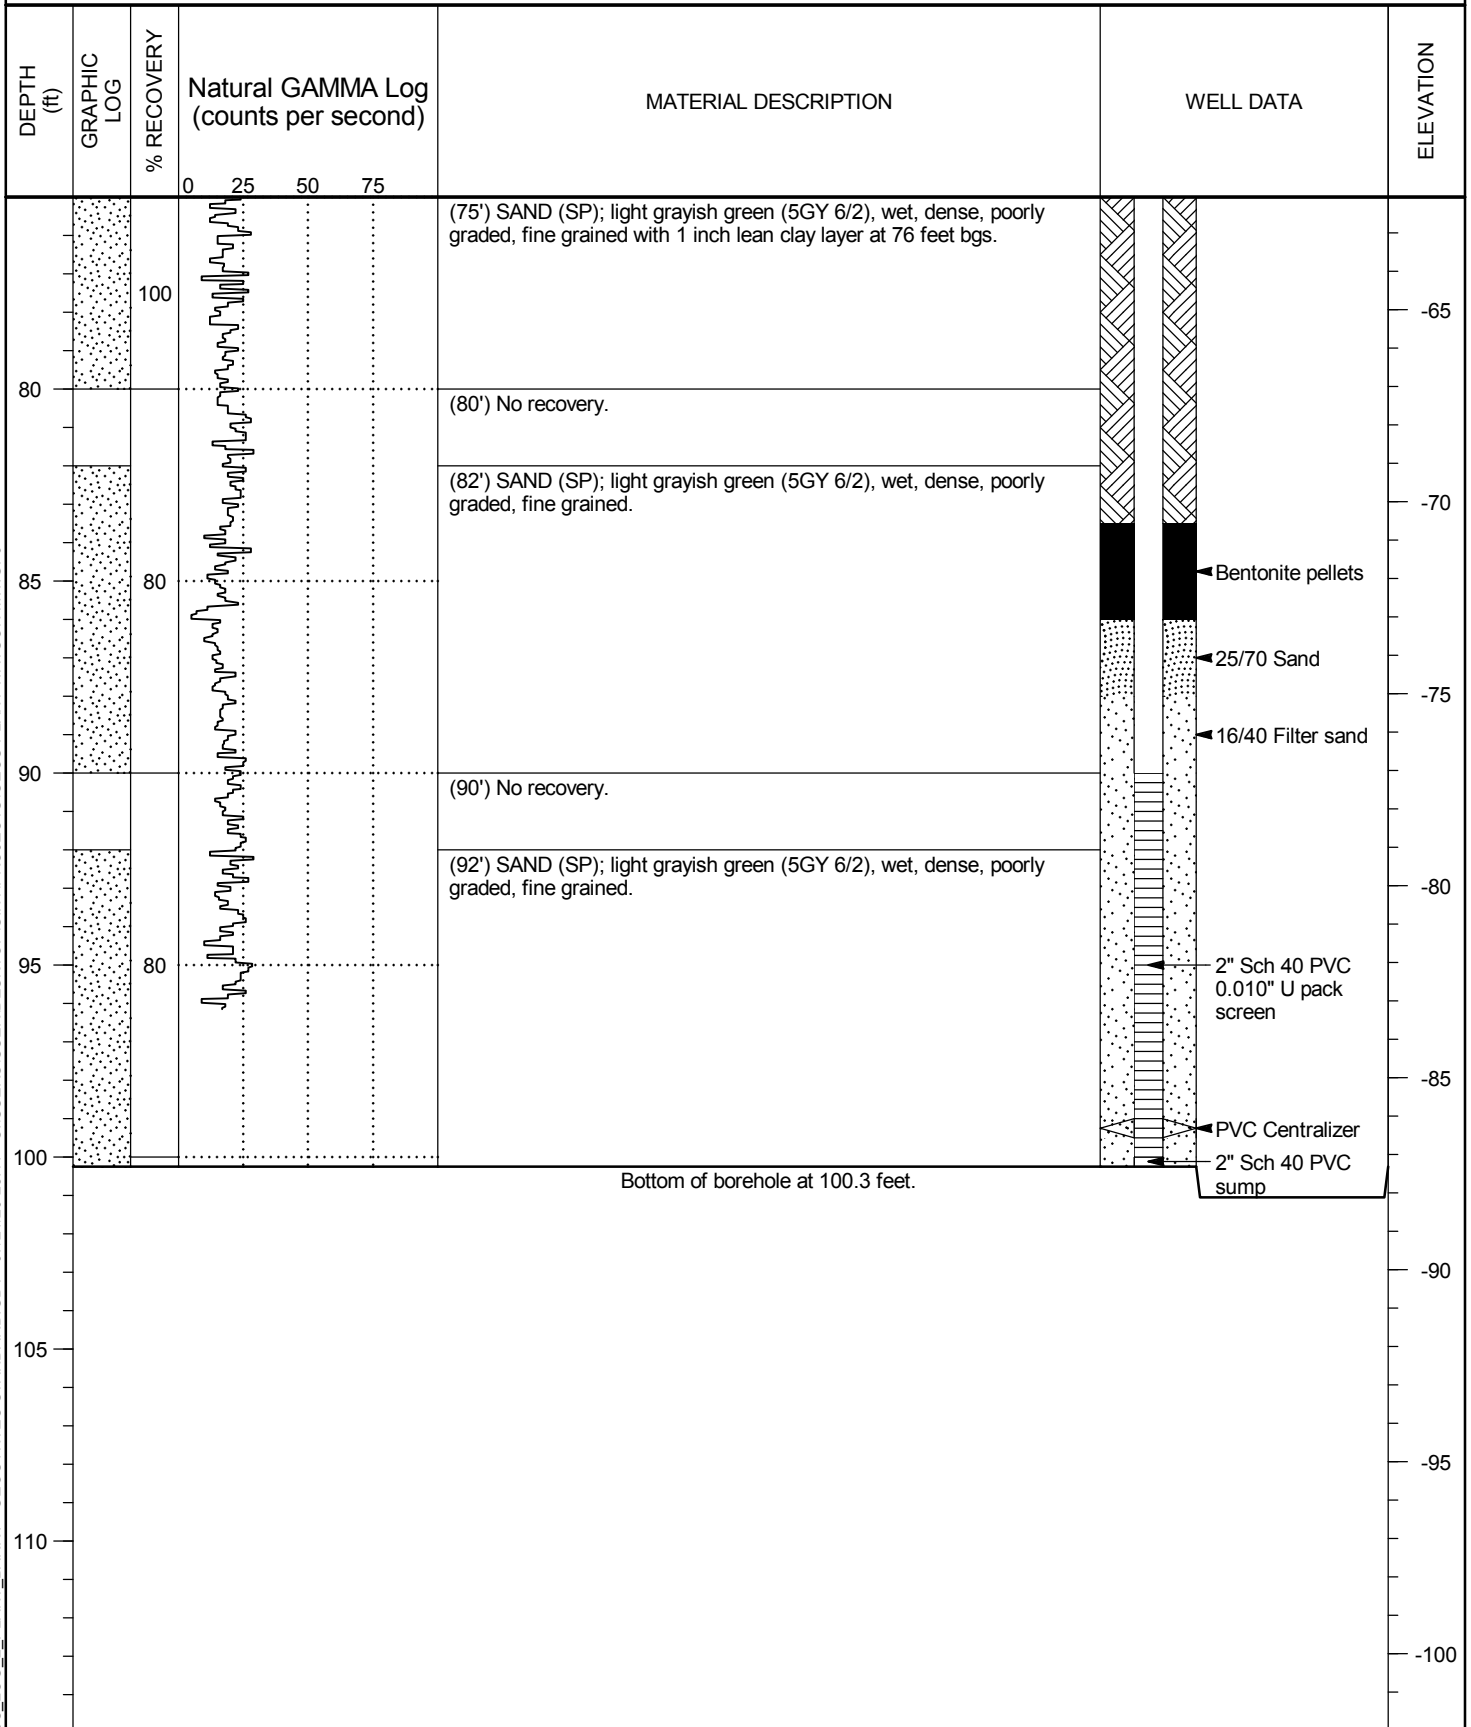 DEPTH
(ft)
GRAPHIC
LOG
% RECOVERY
Natural GAMMA Log
(counts per second)
0 25 50 75
MATERIAL DESCRIPTION
WELL DATA
ELEVATION
(75') SAND (SP); light grayish green (5GY 6/2), wet, dense, poorly
graded, fine grained with 1 inch lean clay layer at 76 feet bgs.
100
-65
80
(80') No recovery.
(82') SAND (SP); light grayish green (5GY 6/2), wet, dense, poorly
graded, fine grained.
-70
85
80
Bentonite pellets
25/70 Sand
-75
16/40 Filter sand
90
(90') No recovery.
(92') SAND (SP); light grayish green (5GY 6/2), wet, dense, poorly
graded, fine grained.
-80
95
80
2" Sch 40 PVC
0.010" U pack
screen
-85
PVC Centralizer
100
2" Sch 40 PVC
sump
Bottom of borehole at 100.3 feet.
-90
105
-95
110
-100